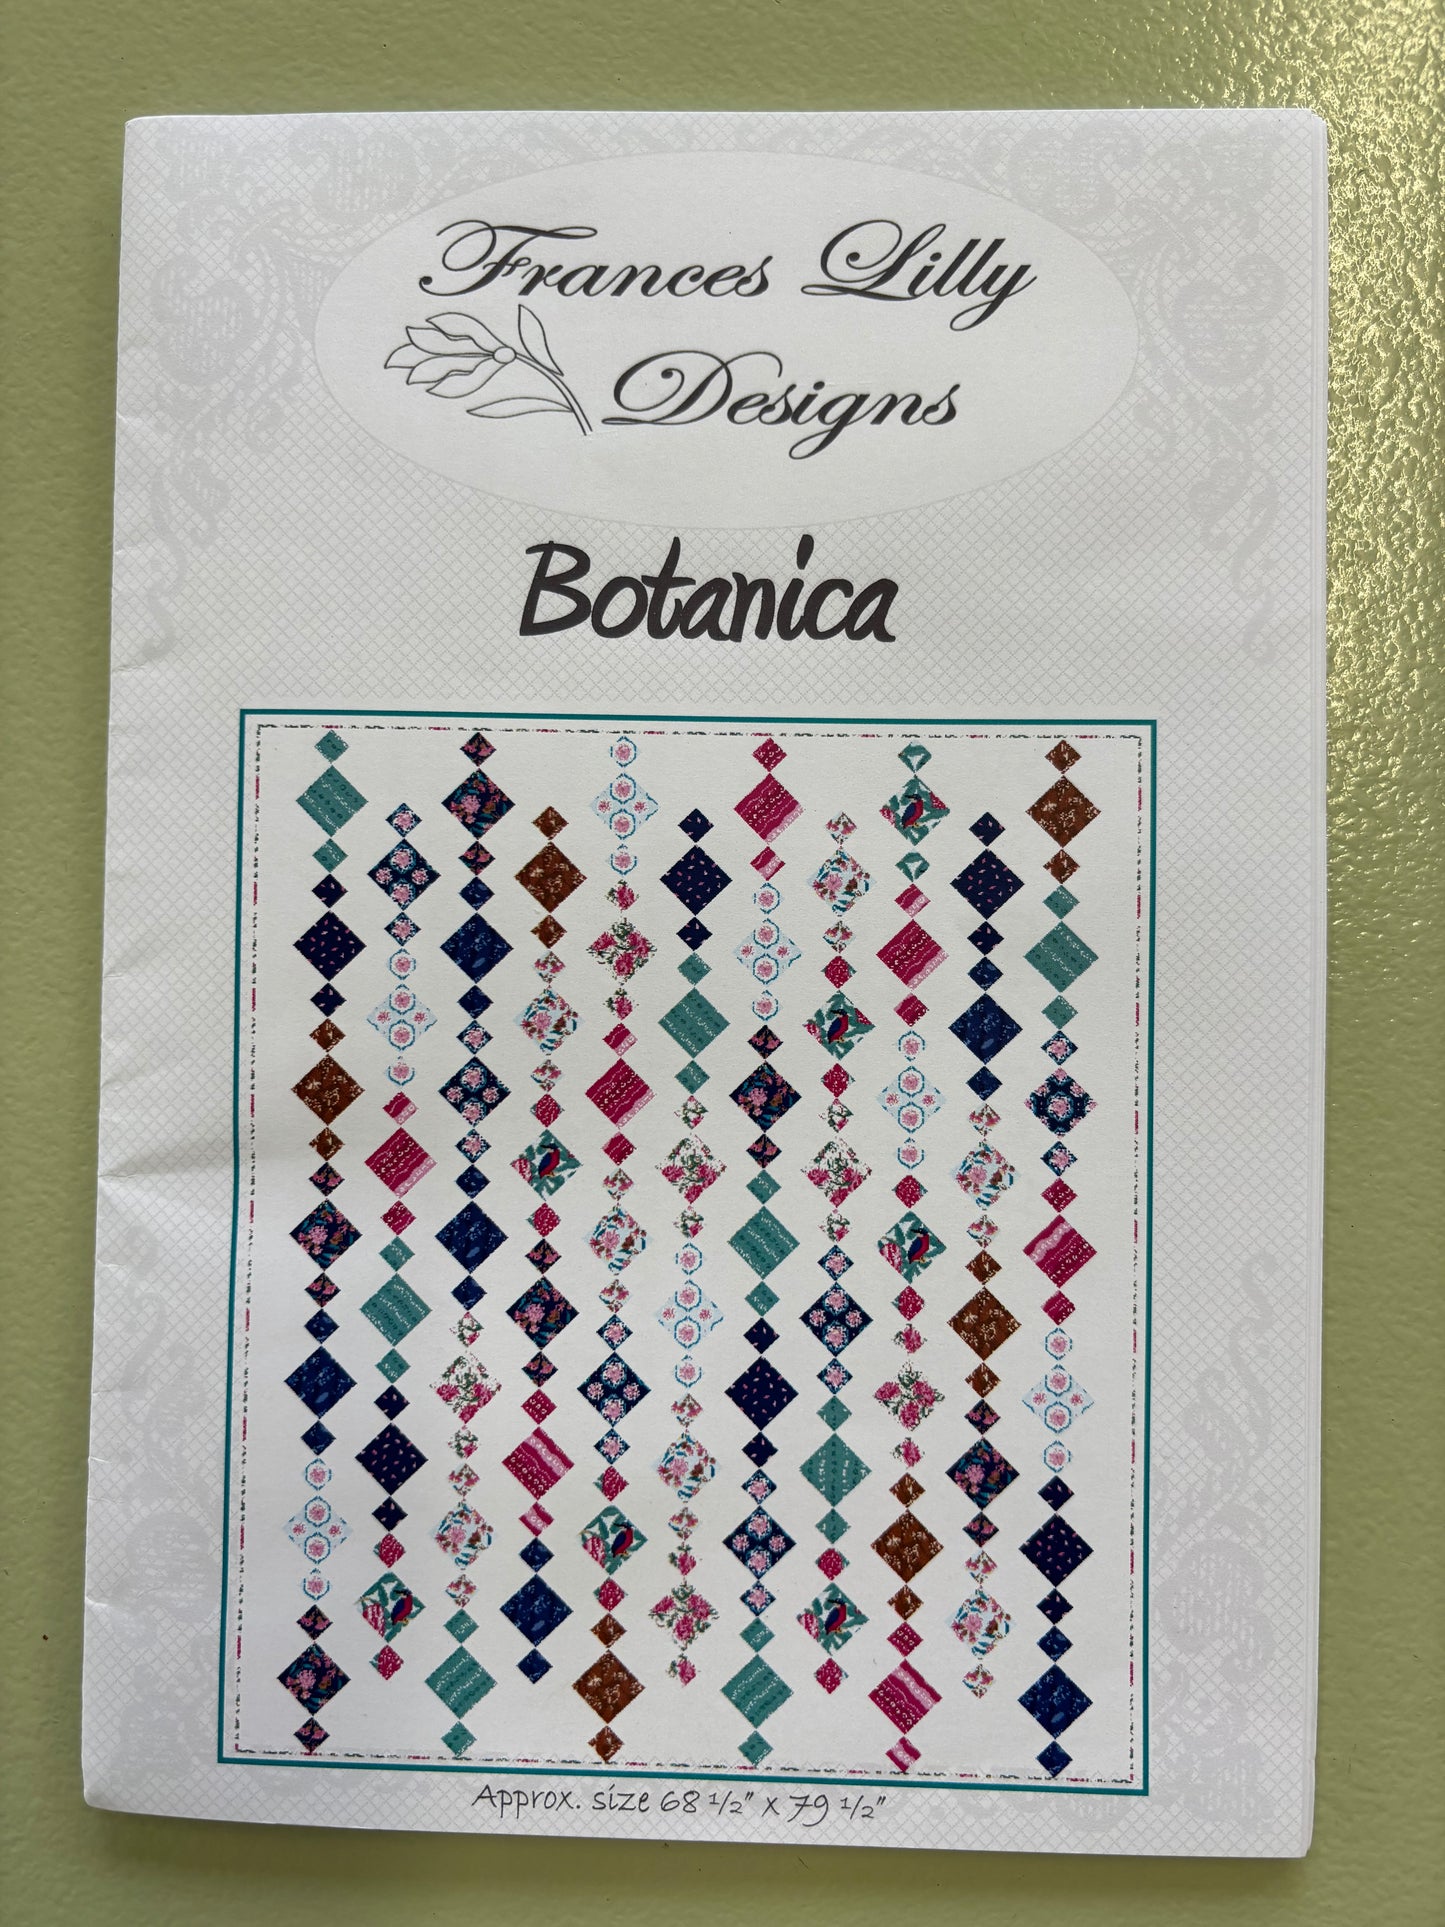 Frances Lilly
Designs
Botanica
Approx. size 68 1/2" x 79 1/2"